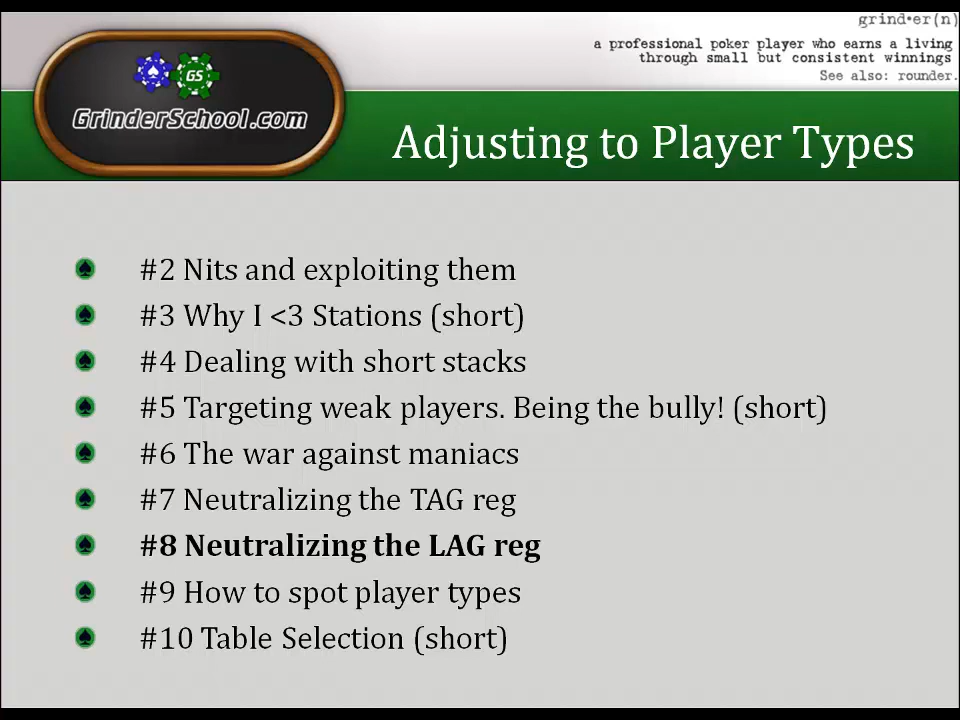 grind•er(n)
a professional poker player who earns a living
through small but consistent winnings
See also: rounder.
GS
GrinderSchool.com
Adjusting to Player Types
#2 Nits and exploiting them
#3 Why I <3 Stations (short)
#4 Dealing with short stacks
#5 Targeting weak players. Being the bully! (short)
#6 The war against maniacs
#7 Neutralizing the TAG reg
#8 Neutralizing the LAG reg
#9 How to spot player types
#10 Table Selection (short)